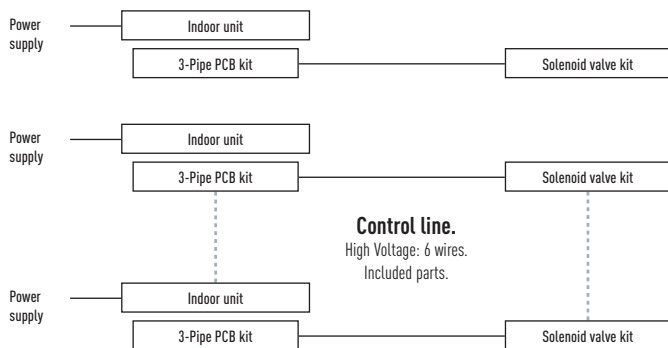 Power
supply
Indoor unit
3-Pipe PCB kit
Solenoid valve kit
Power
supply
Indoor unit
3-Pipe PCB kit
Solenoid valve kit
Control line.
High Voltage: 6 wires.
Included parts.
Power
supply
Indoor unit
3-Pipe PCB kit
Solenoid valve kit